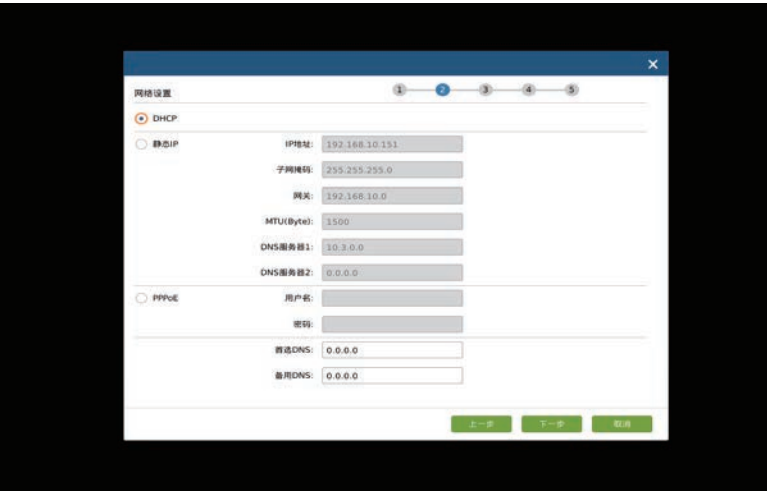 网络设置 1 2 3 4 5
DHCP
静态IP IP地址: 192.168.10.151
子网掩码: 255.255.255.0
网关: 192.168.10.0
MTU(Byte): 1500
DNS服务器1: 10.3.0.0
DNS服务器2: 0.0.0.0
PPPoE 用户名:
密码:
首选DNS: 0.0.0.0
备用DNS: 0.0.0.0
上一步 下一步 取消